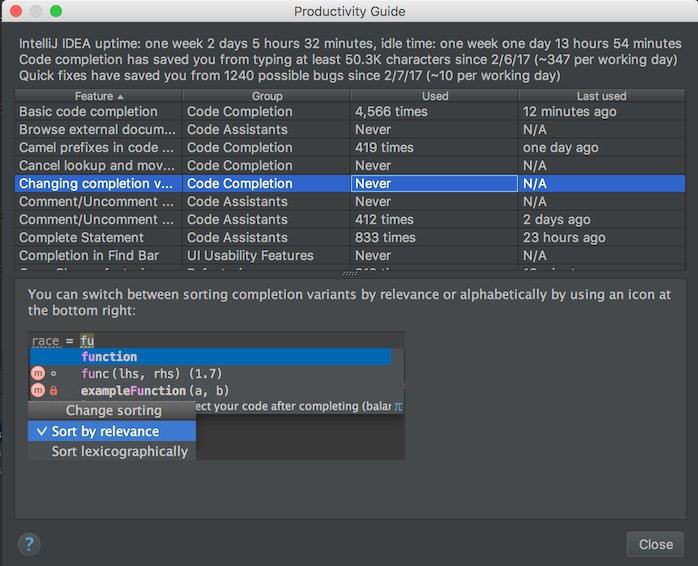 Productivity Guide
IntelliJ IDEA uptime: one week 2 days 5 hours 32 minutes, idle time: one week one day 13 hours 54 minutes
Code completion has saved you from typing at least 50.3K characters since 2/6/17 (~347 per working day)
Quick fixes have saved you from 1240 possible bugs since 2/7/17 (~10 per working day)
Feature Group Used Last used
Basic code completion Code Completion 4,566 times 12 minutes ago
Browse external docum... Code Assistants Never N/A
Camel prefixes in code ... Code Completion 419 times one day ago
Cancel lookup and mov... Code Completion Never N/A
Changing completion v... Code Completion Never N/A
Comment/Uncomment ... Code Assistants Never N/A
Comment/Uncomment ... Code Assistants 412 times 2 days ago
Complete Statement Code Completion 833 times 23 hours ago
Completion in Find Bar UI Usability Features Never N/A
You can switch between sorting completion variants by relevance or alphabetically by using an icon at
the bottom right:
race = fu
function
m func(lhs, rhs) (1.7)
m exampleFunction(a, b)
Change sorting ect your code after completing (balan π
Sort by relevance
Sort lexicographically
? Close